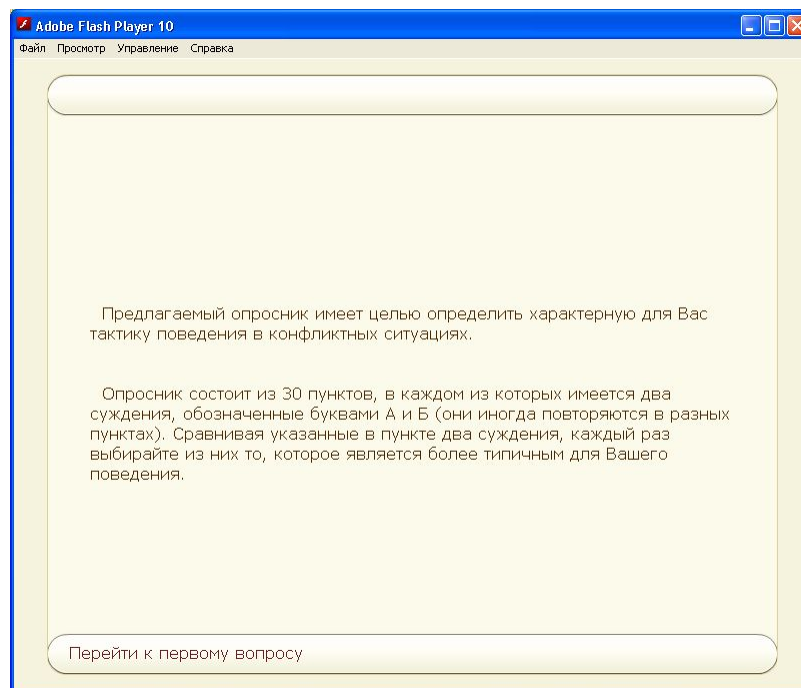 Adobe Flash Player 10
Файл Просмотр Управление Справка
Предлагаемый опросник имеет целью определить характерную для Вас
тактику поведения в конфликтных ситуациях.
Опросник состоит из 30 пунктов, в каждом из которых имеется два
суждения, обозначенные буквами А и Б (они иногда повторяются в разных
пунктах). Сравнивая указанные в пункте два суждения, каждый раз
выбирайте из них то, которое является более типичным для Вашего
поведения.
Перейти к первому вопросу